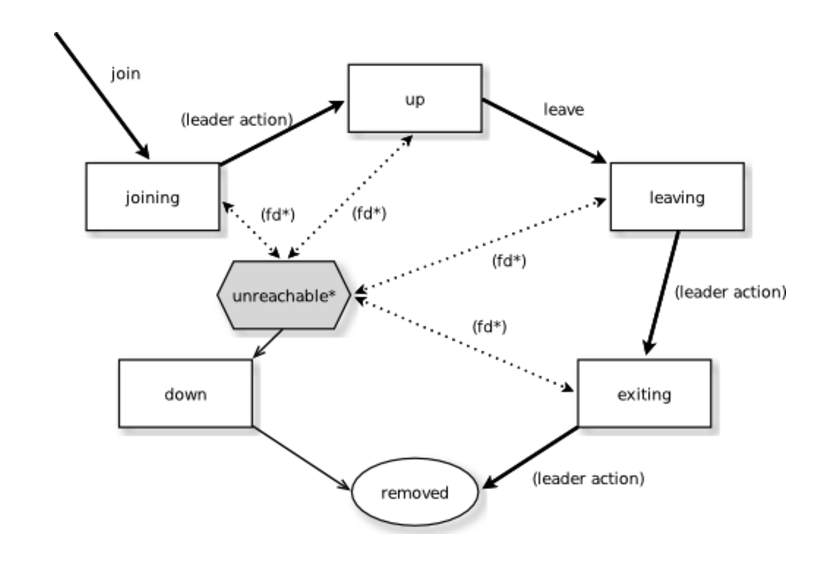 join
up
(leader action)
leave
joining
leaving
(fd*)
(fd*)
(fd*)
unreachable*
(leader action)
(fd*)
down
exiting
(leader action)
removed